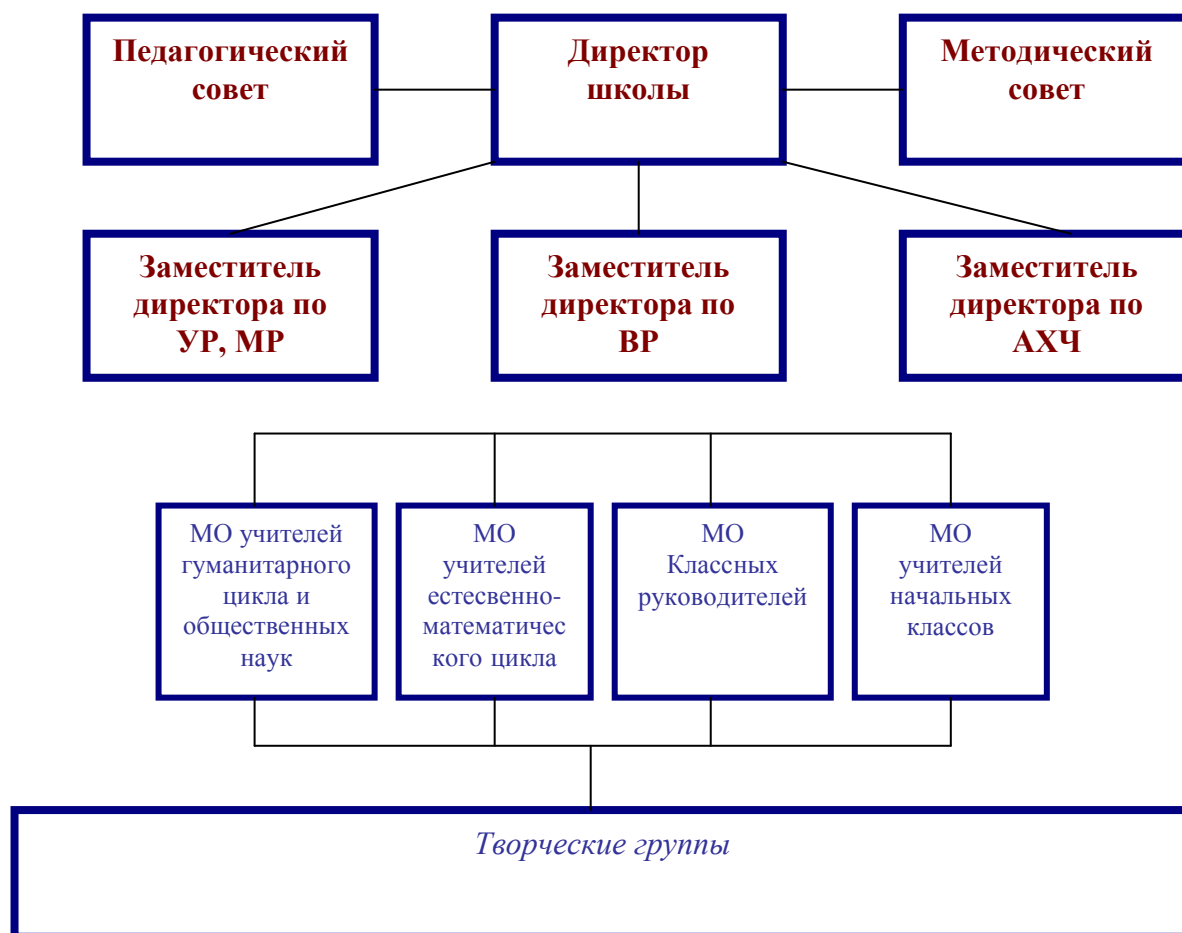 Педагогический
совет
Директор
школы
Методический
совет
Заместитель
директора по
УР, МР
Заместитель
директора по
ВР
Заместитель
директора по
АХЧ
МО учителей
гуманитарного
цикла и
общественных
наук
МО
учителей
естесвенно-
математичес
кого цикла
МО
Классных
руководителей
МО
учителей
начальных
классов
Творческие группы